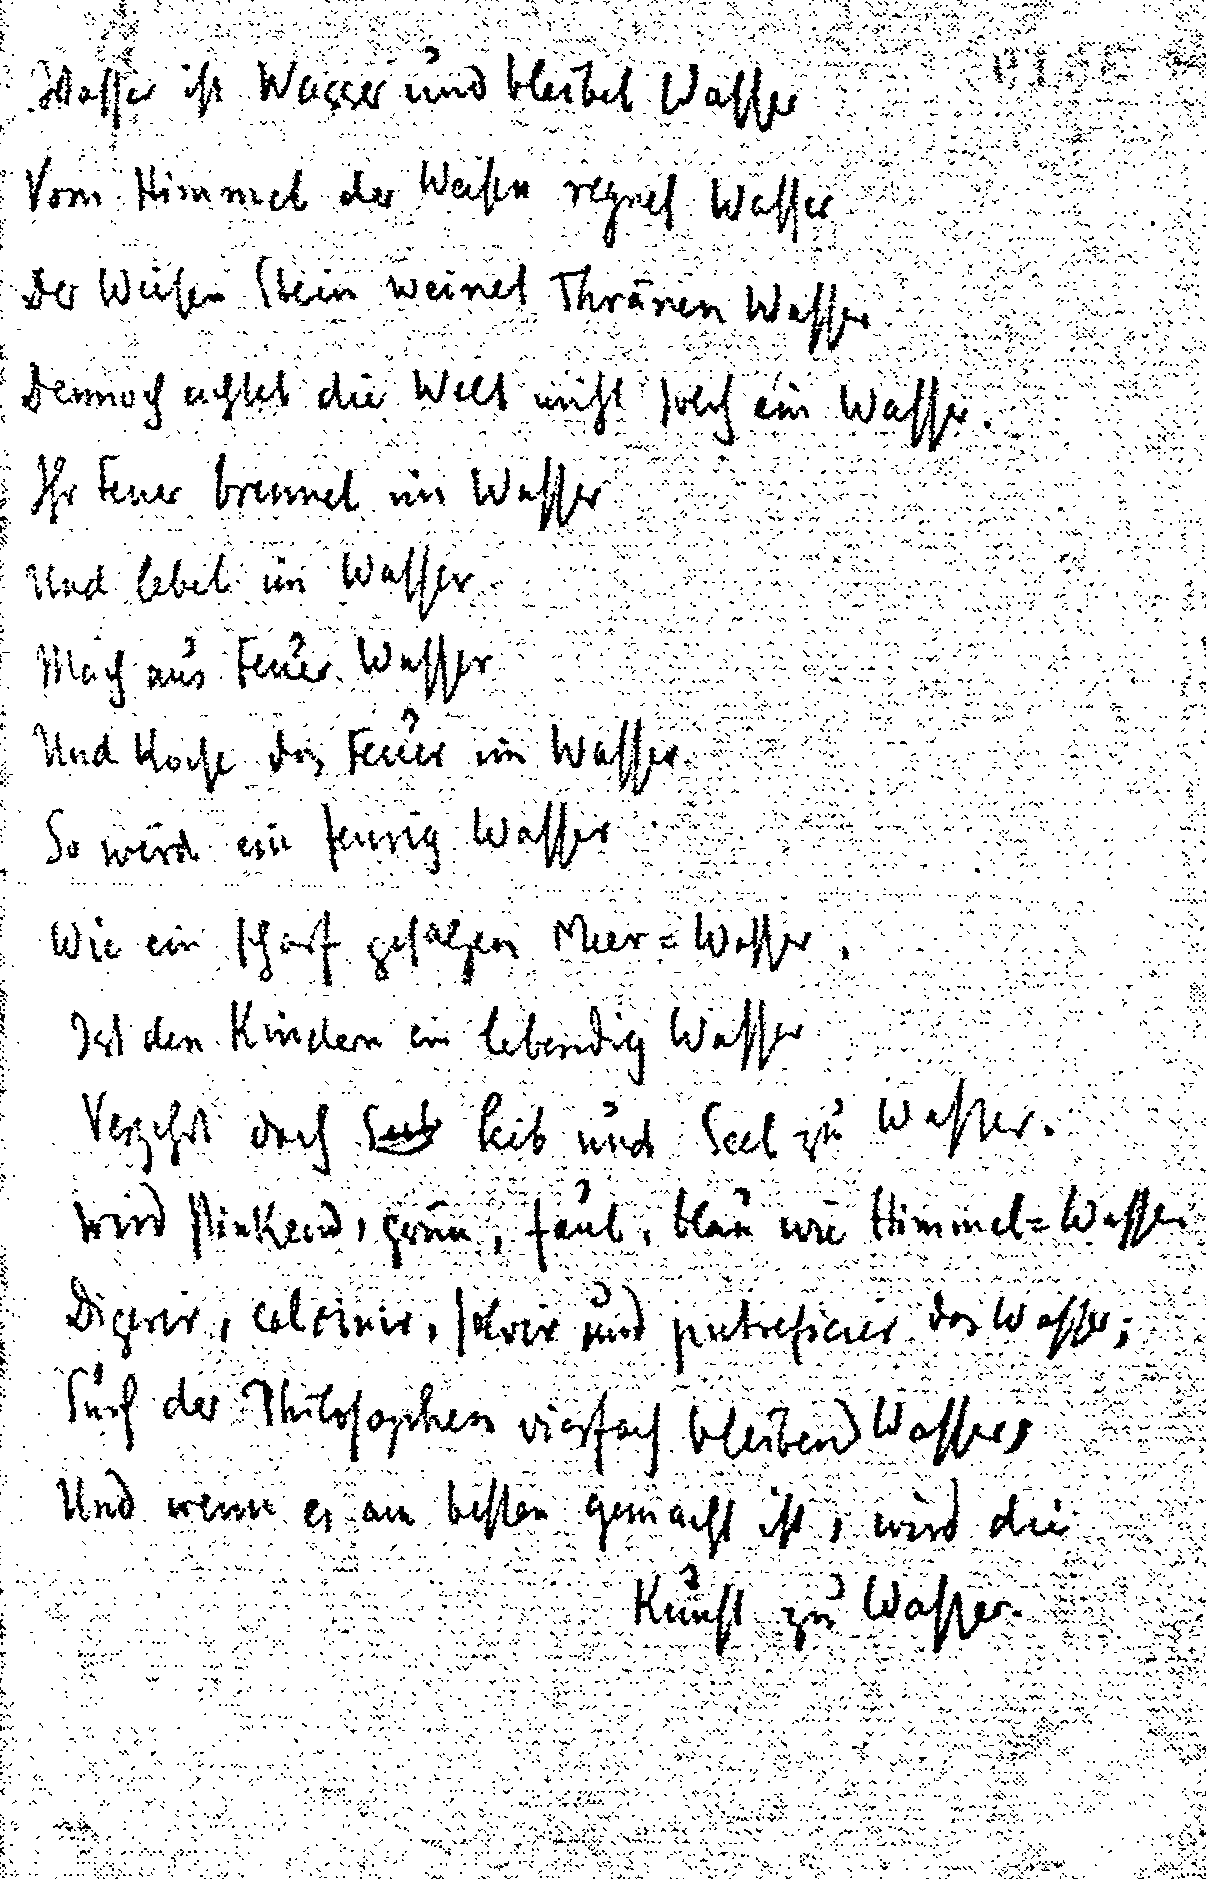 Wasser ist Wasser und bleibet Wasser
Vom Himmel der Weisen regnet Wasser
Der Weisen Stein weinet Thränen Wasser
Dennoch achtet die Welt nicht solch ein Wasser.
Ihr Feuer brennet im Wasser
Und lebet im Wasser.
Mach aus Feuer Wasser
Und Koche das Feuer im Wasser.
So wird ein feurig Wasser
Wie ein scharf gesalzen Meer=Wasser.
Ist den Kindern ein lebendig Wasser
Verzehrt doch Leib und Seel zu Wasser.
Wird stinkend, grün, faul, blau wie Himmel=Wasser.
Digerir, calcinir, solvir und putreficier das Wasser;
Such der Philosophen vierfach bleibend Wasser,
Und wenn es am besten gemacht ist, wird die
Kunst zu Wasser.